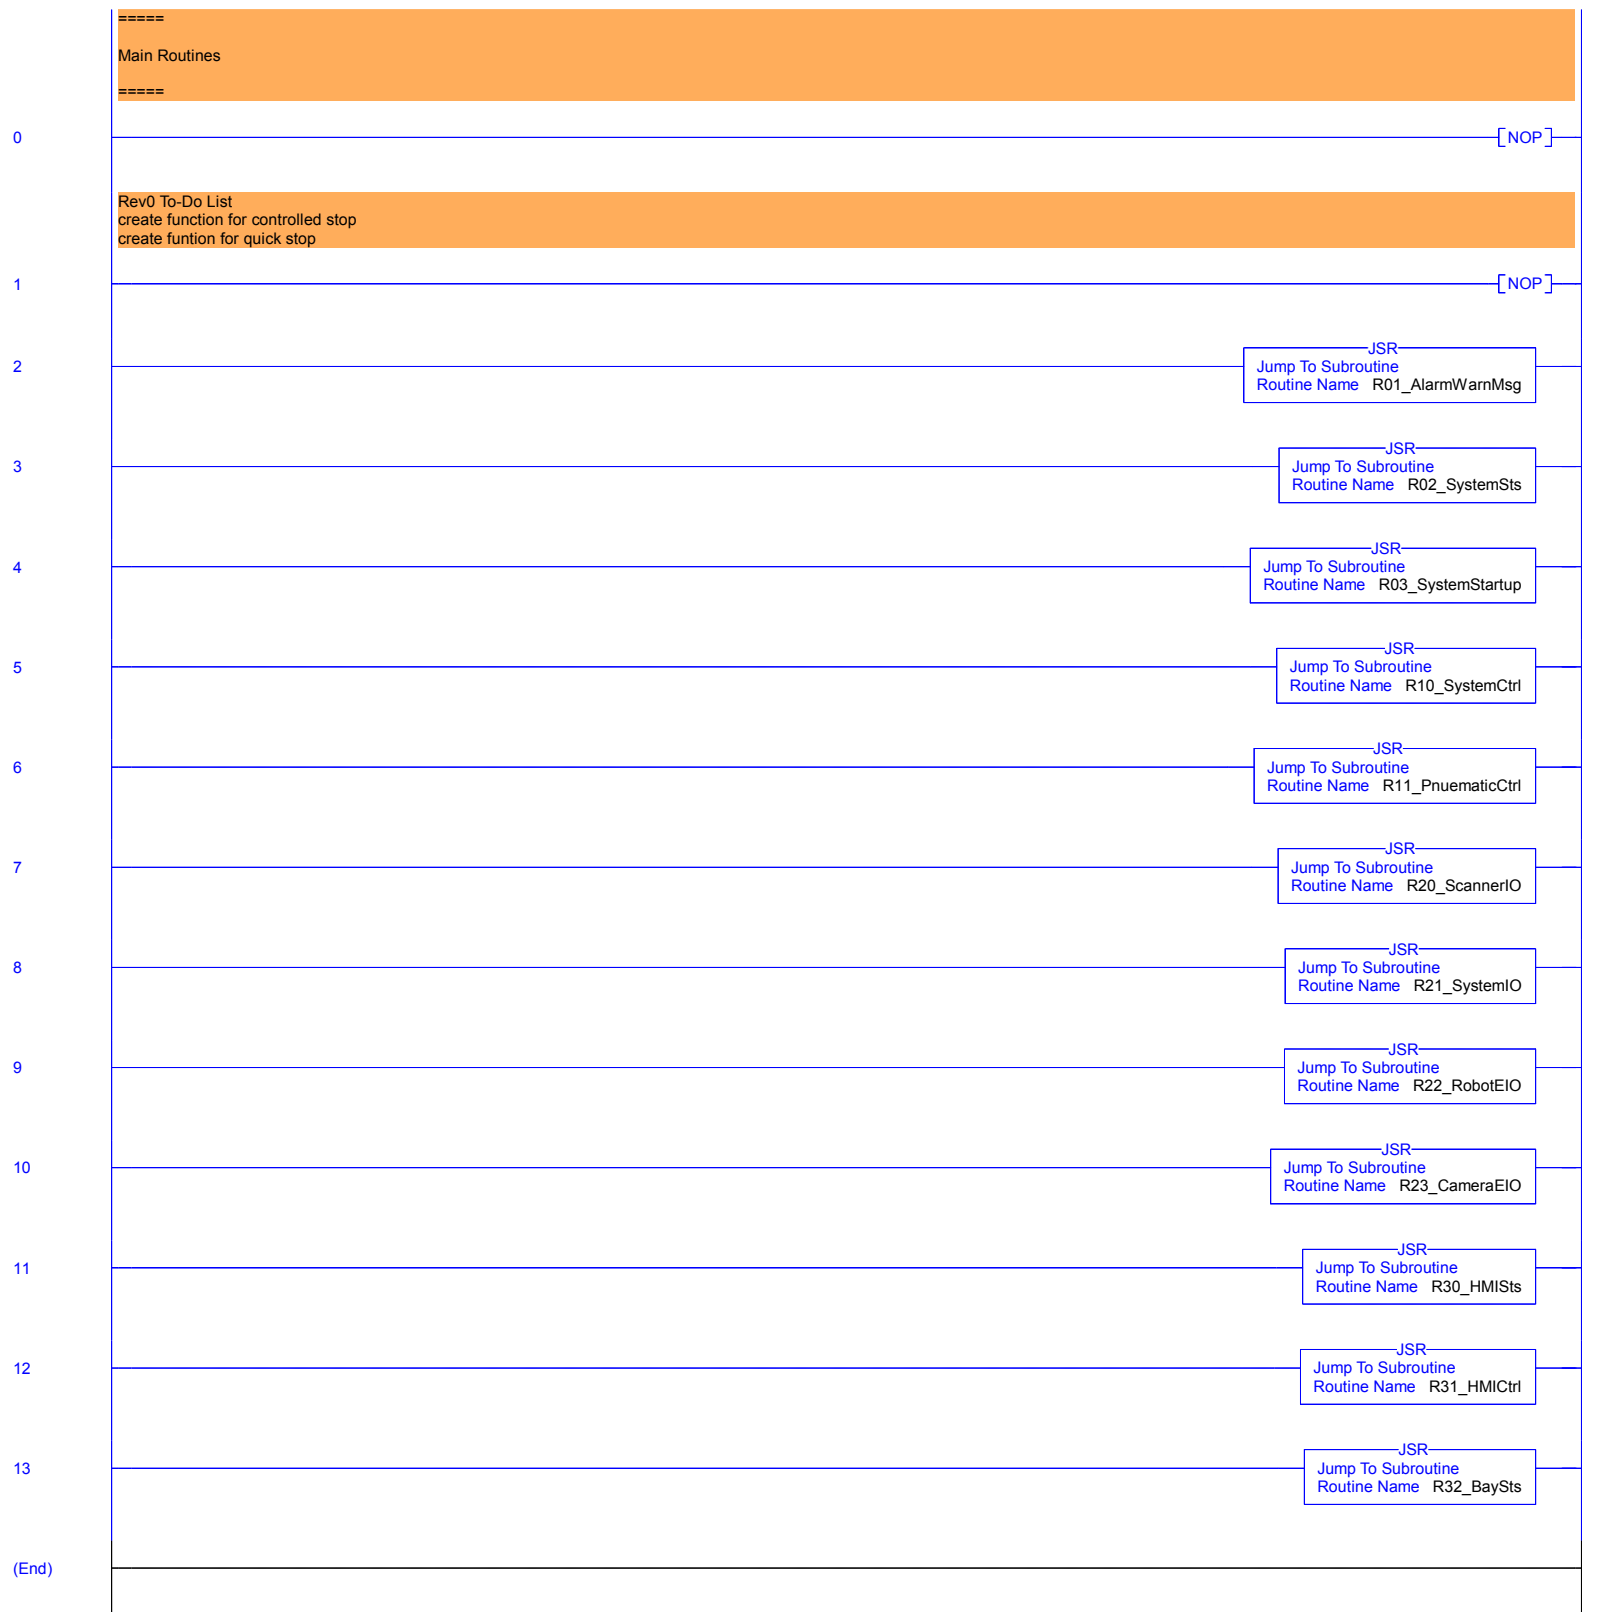 =====
Main Routines
=====
0
NOP
Rev0 To-Do List
create function for controlled stop
create funtion for quick stop
1
NOP
JSR
2
Jump To Subroutine
Routine Name R01_AlarmWarnMsg
JSR
3
Jump To Subroutine
Routine Name R02_SystemSts
JSR
4
Jump To Subroutine
Routine Name R03_SystemStartup
JSR
5
Jump To Subroutine
Routine Name R10_SystemCtrl
JSR
6
Jump To Subroutine
Routine Name R11_PnuematicCtrl
JSR
7
Jump To Subroutine
Routine Name R20_ScannerIO
JSR
8
Jump To Subroutine
Routine Name R21_SystemIO
JSR
9
Jump To Subroutine
Routine Name R22_RobotEIO
JSR
10
Jump To Subroutine
Routine Name R23_CameraEIO
JSR
11
Jump To Subroutine
Routine Name R30_HMISts
JSR
12
Jump To Subroutine
Routine Name R31_HMICtrl
JSR
13
Jump To Subroutine
Routine Name R32_BaySts
(End)